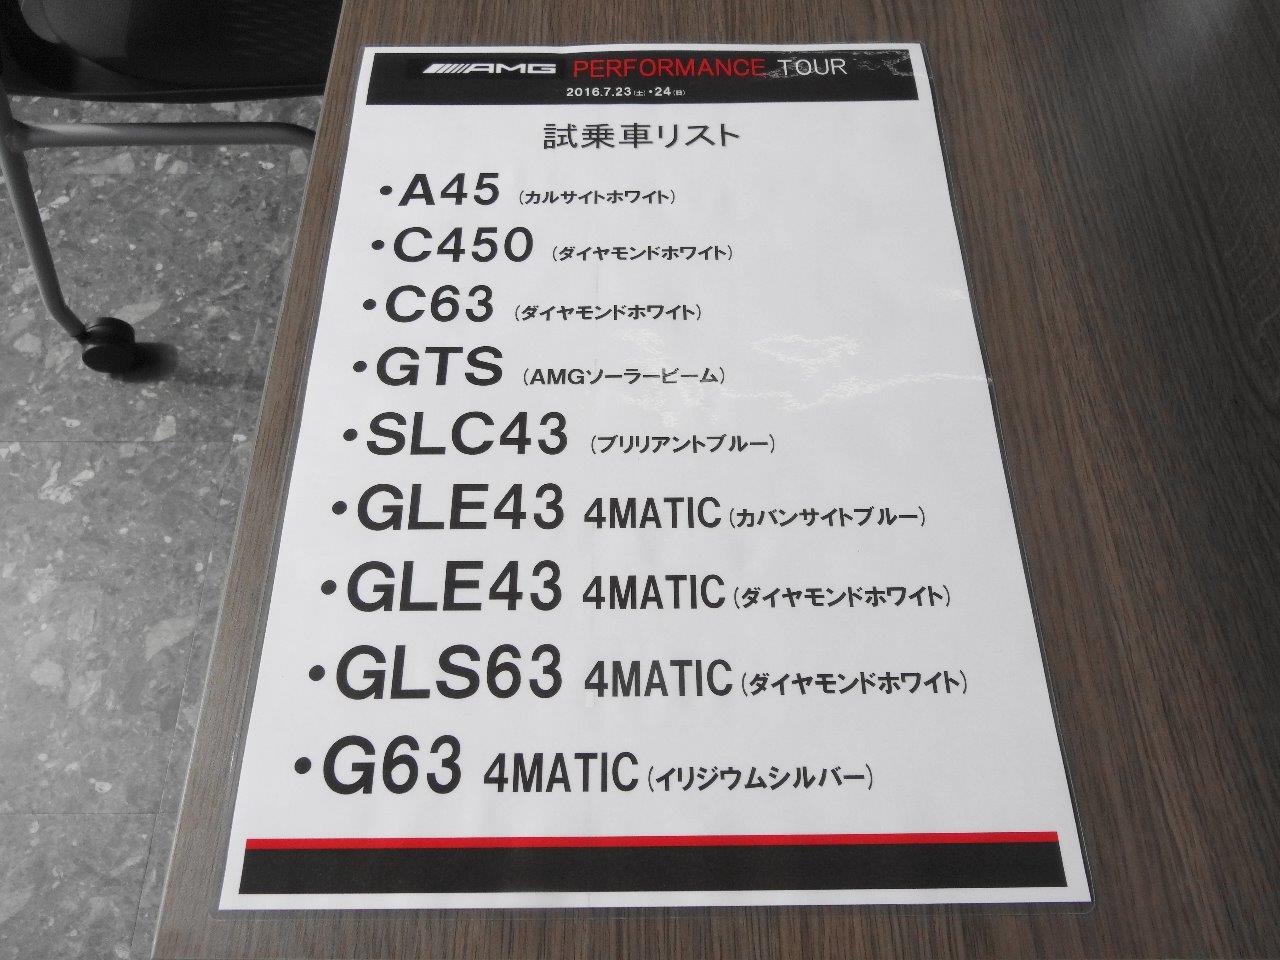 AMG PERFORMANCE TOUR
2016.7.23(土)・24(日)
試乗車リスト
・A45 (カルサイトホワイト)
・C450 (ダイヤモンドホワイト)
・C63 (ダイヤモンドホワイト)
・GTS (AMGソーラービーム)
・SLC43 (ブリリアントブルー)
・GLE43 4MATIC(カバンサイトブルー)
・GLE43 4MATIC(ダイヤモンドホワイト)
・GLS63 4MATIC(ダイヤモンドホワイト)
・G63 4MATIC(イリジウムシルバー)